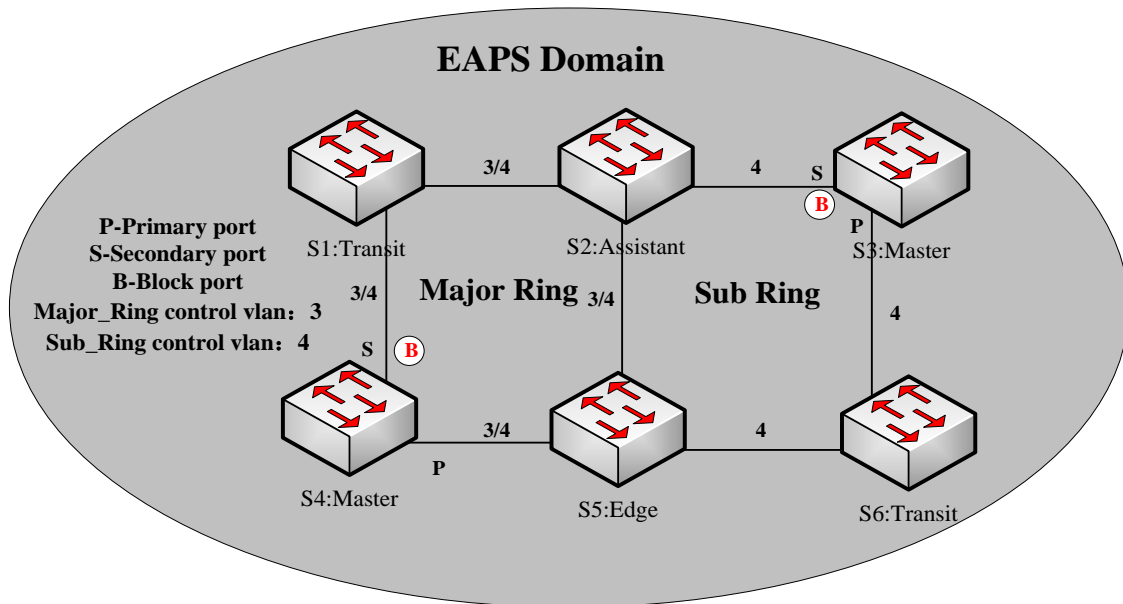 EAPS Domain
3/4
4
S
B
P
S1:Transit
S2:Assistant
S3:Master
P-Primary port
S-Secondary port
B-Block port
Major_Ring control vlan：3
Sub_Ring control vlan：4
3/4
Major Ring
3/4
Sub Ring
4
S
B
3/4
4
P
S4:Master
S5:Edge
S6:Transit